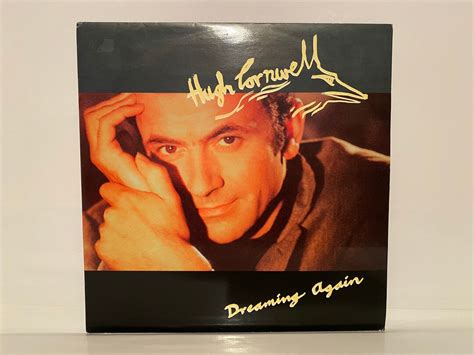 Hugh Cornwell
Dreaming Again